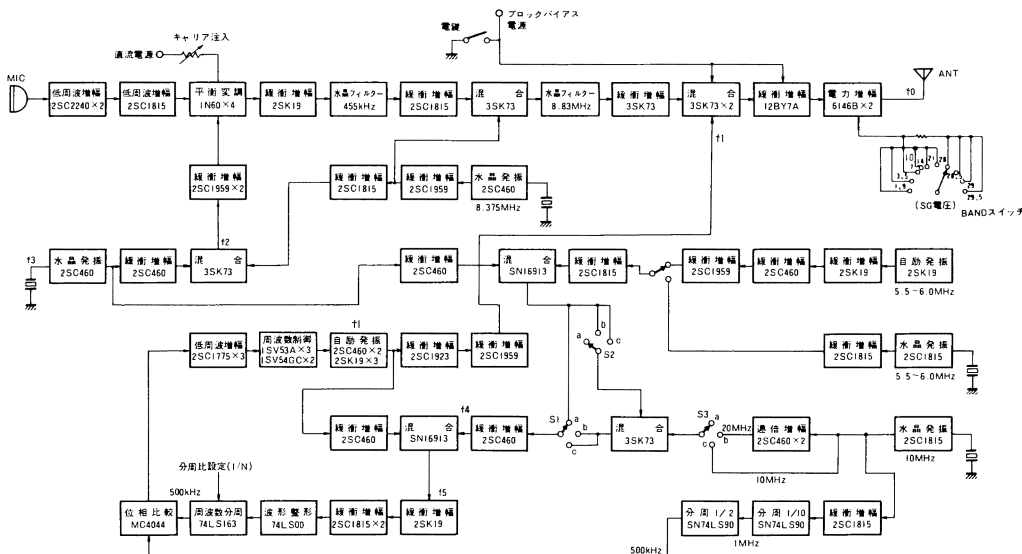 キャリア注入
直流電源
電鍵
ブロックバイアス
電源
MIC
ANT
f0
低周波増幅
2SC2240×2
低周波増幅
2SC1815
平衡変調
1N60×4
緩衝増幅
2SK19
水晶フィルター
455kHz
緩衝増幅
2SC1815
混合
3SK73
水晶フィルター
8.83MHz
緩衝増幅
3SK73
混合
3SK73×2
緩衝増幅
12BY7A
電力増幅
6146B×2
f1
緩衝増幅
2SC1959×2
緩衝増幅
2SC1815
緩衝増幅
2SC1959
水晶発振
2SC460
8.375MHz
1.9
3.5
7
10
14
21
28
28.5
29
29.5
(SG電圧)
BANDスイッチ
f2
f3
水晶発振
2SC460
緩衝増幅
2SC460
混合
3SK73
緩衝増幅
2SC460
混合
SN16913
緩衝増幅
2SC1815
緩衝増幅
2SC1959
緩衝増幅
2SC460
緩衝増幅
2SK19
自励発振
2SK19
5.5~6.0MHz
f1
低周波増幅
2SC1775×3
周波数制御
1SV53A×3
1SV54GC×2
自励発振
2SC460×2
2SK19×3
緩衝増幅
2SC1923
緩衝増幅
2SC1959
a
b
c
S2
緩衝増幅
2SC1815
水晶発振
2SC1815
5.5~6.0MHz
緩衝増幅
2SC460
混合
SN16913
f4
緩衝増幅
2SC460
S1
a
b
c
混合
3SK73
S3
a
b
c
20MHz
逓倍増幅
2SC460×2
水晶発振
2SC1815
10MHz
10MHz
分周比設定(1/N)
500kHz
f5
位相比較
MC4044
周波数分周
74LS163
波形整形
74LS00
緩衝増幅
2SC1815×2
緩衝増幅
2SK19
分周1/2
SN74LS90
分周1/10
SN74LS90
緩衝増幅
2SC1815
500kHz
1MHz